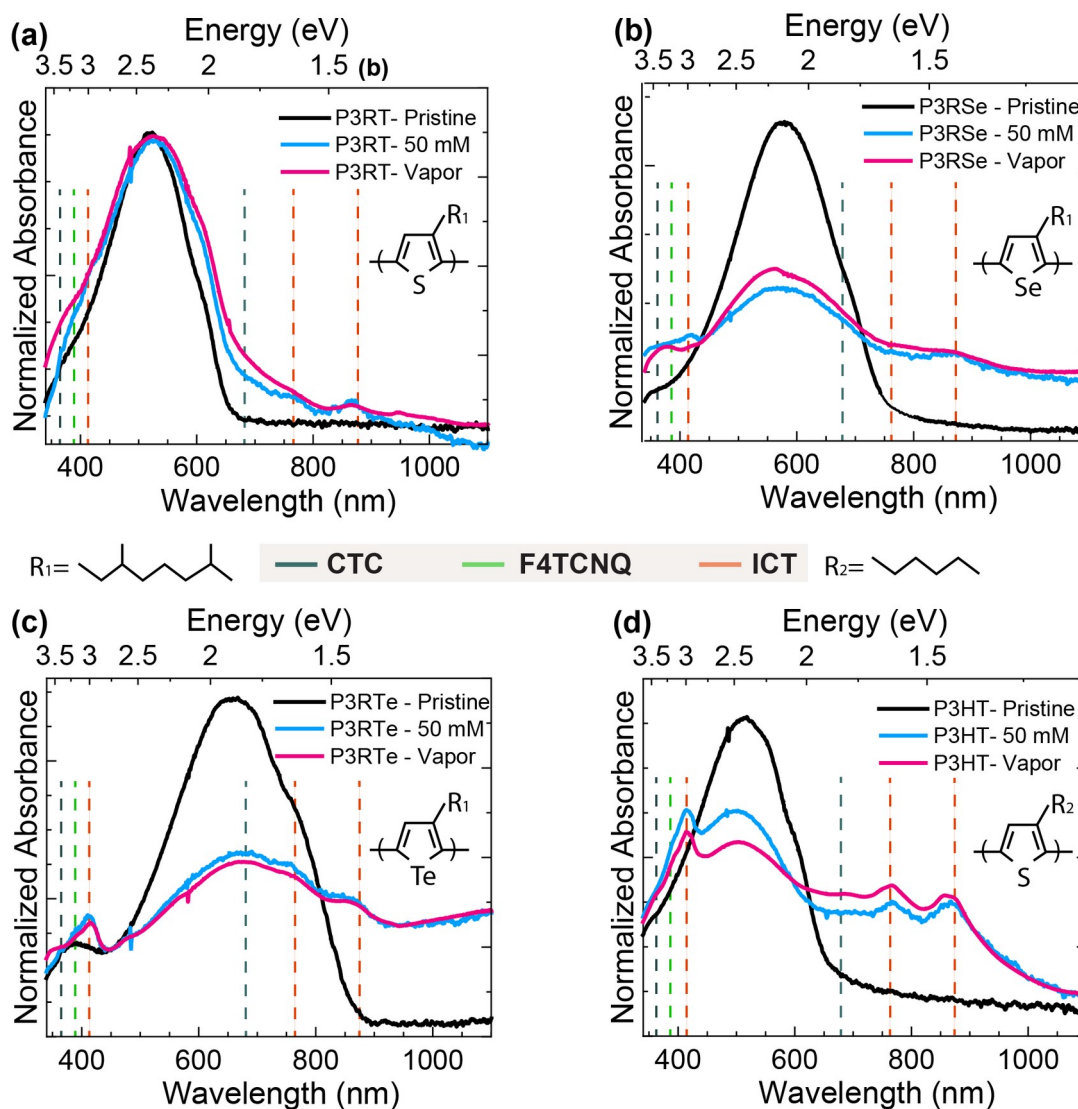 (a)
Energy (eV)
3.5 3 2.5 2 1.5 (b)
P3RT- Pristine
P3RT- 50 mM
P3RT- Vapor
R1
S
Normalized Absorbance
400 600 800 1000
Wavelength (nm)
(b)
Energy (eV)
3.5 3 2.5 2 1.5
P3RSe - Pristine
P3RSe - 50 mM
P3RSe - Vapor
R1
Se
Normalized Absorbance
400 600 800 1000
Wavelength (nm)
R1= CTC F4TCNQ ICT R2=
(c)
Energy (eV)
3.5 3 2.5 2 1.5
P3RTe - Pristine
P3RTe - 50 mM
P3RTe - Vapor
R1
Te
Normalized Absorbance
400 600 800 1000
Wavelength (nm)
(d)
Energy (eV)
3.5 3 2.5 2 1.5
P3HT- Pristine
P3HT- 50 mM
P3HT- Vapor
R2
S
Normalized Absorbance
400 600 800 1000
Wavelength (nm)